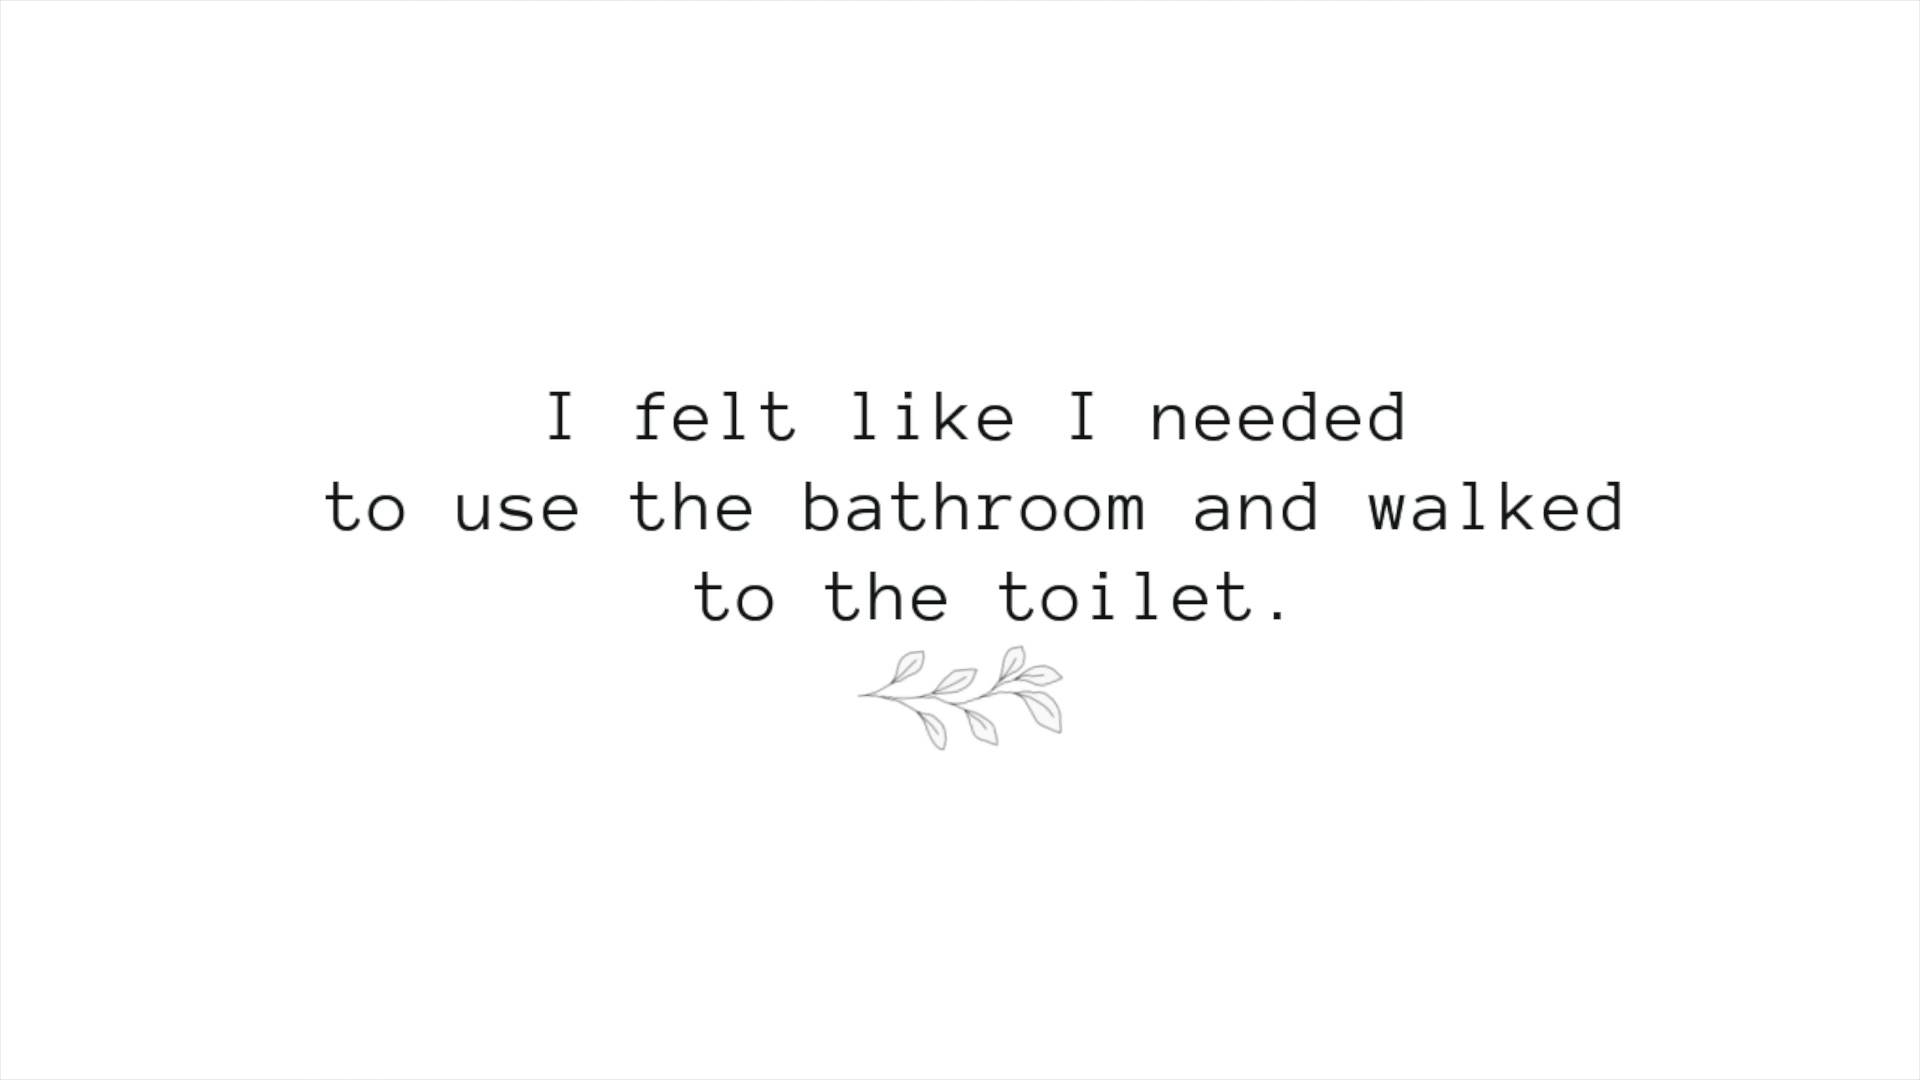 I felt like I needed
to use the bathroom and walked
to the toilet.